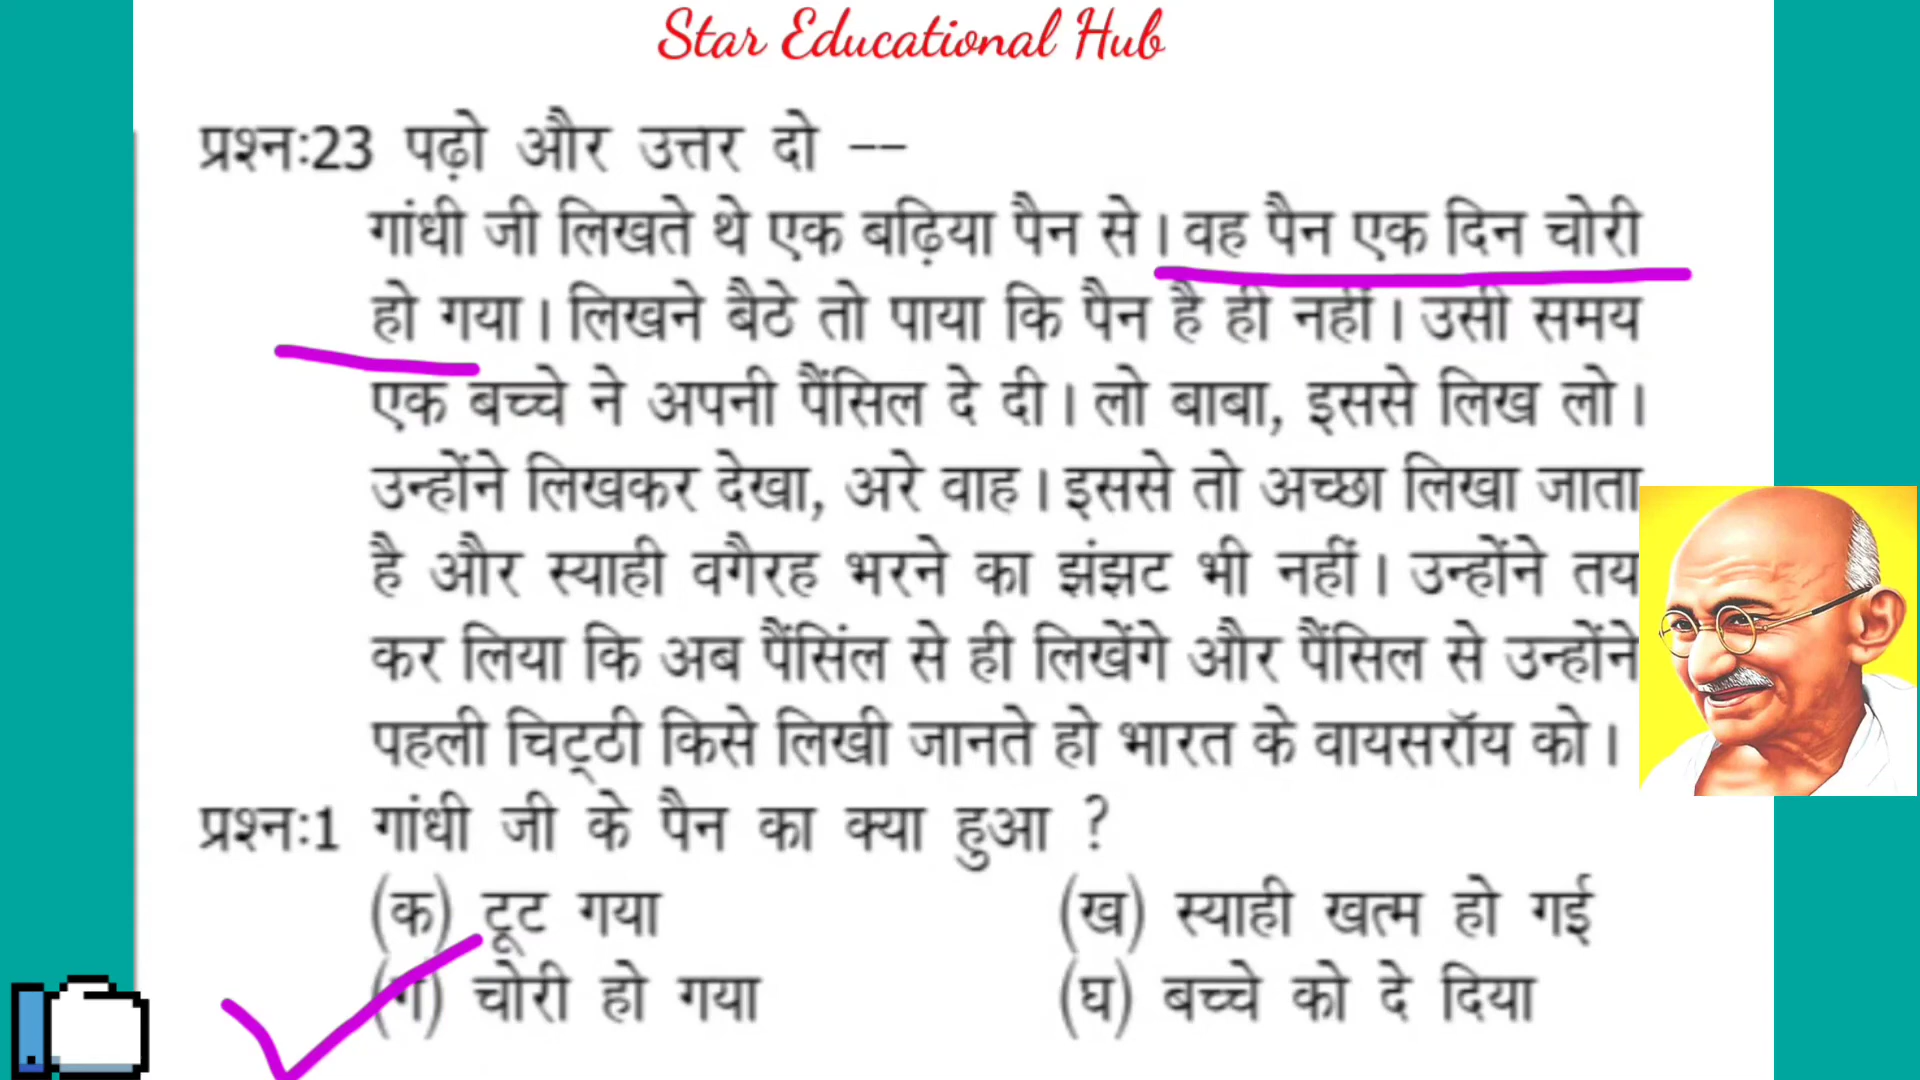 Star Educational Hub
प्रश्न:23 पढ़ो और उत्तर दो --
गांधी जी लिखते थे एक बढ़िया पैन से। वह पैन एक दिन चोरी
हो गया। लिखने बैठे तो पाया कि पैन है ही नहीं। उसी समय
एक बच्चे ने अपनी पैंसिल दे दी। लो बाबा, इससे लिख लो।
उन्होंने लिखकर देखा, अरे वाह। इससे तो अच्छा लिखा जाता
है और स्याही वगैरह भरने का झंझट भी नहीं। उन्होंने तय
कर लिया कि अब पैंसिंल से ही लिखेंगे और पैंसिल से उन्होंने
पहली चिट्ठी किसे लिखी जानते हो भारत के वायसरॉय को।
प्रश्न:1 गांधी जी के पैन का क्या हुआ ?
(क) टूट गया (ख) स्याही खत्म हो गई
(ग) चोरी हो गया (घ) बच्चे को दे दिया